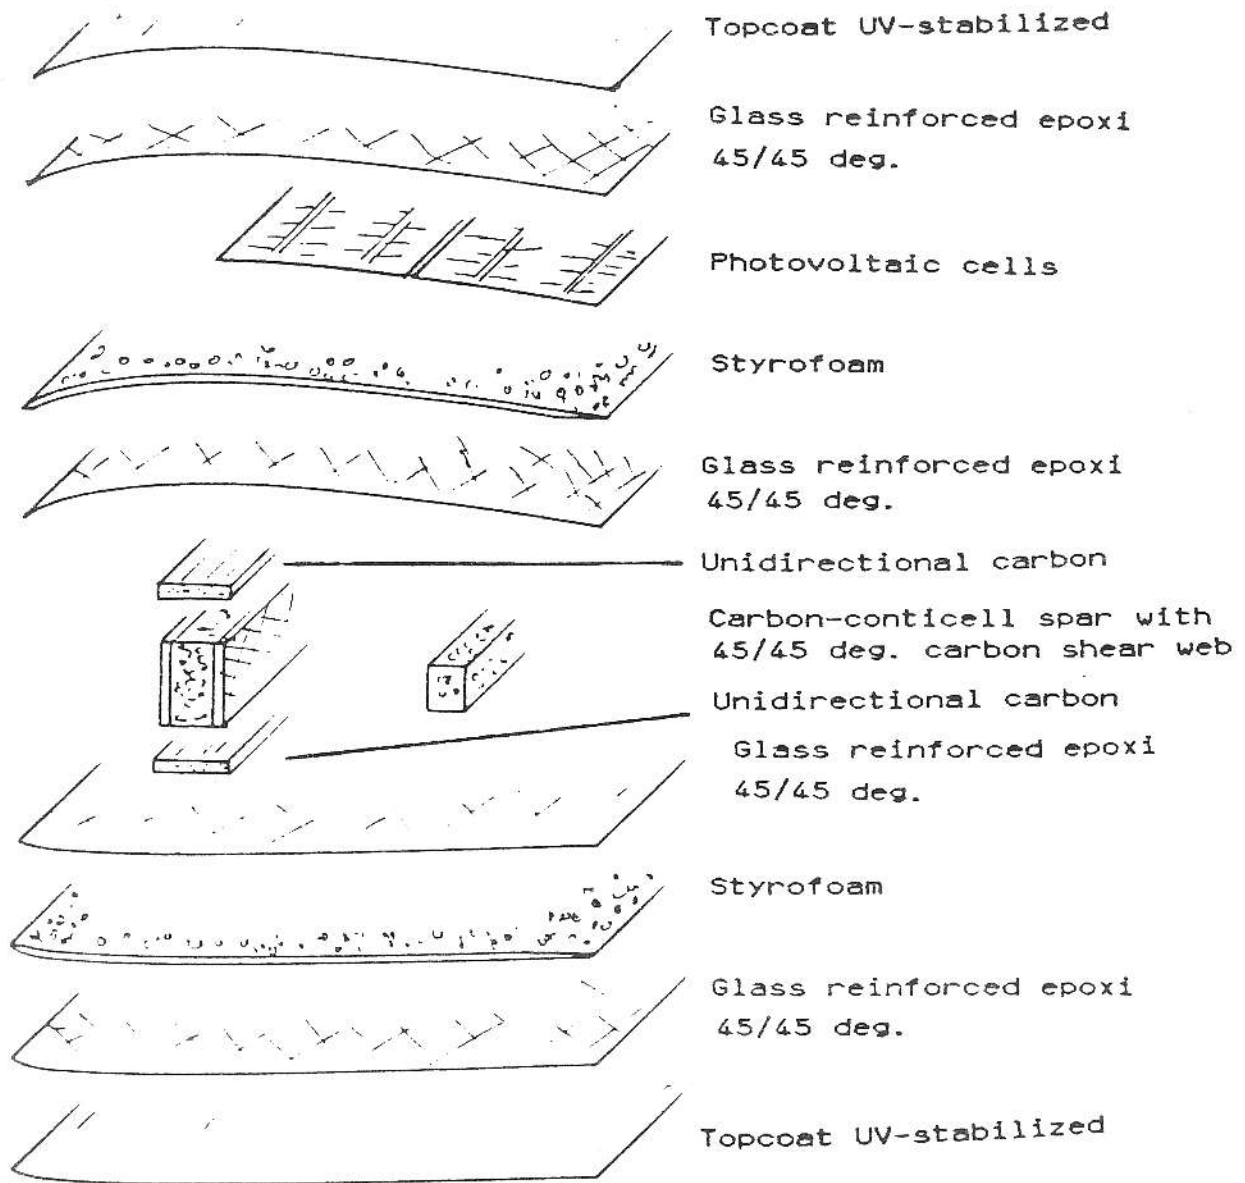 Topcoat UV-stabilized
Glass reinforced epoxi
45/45 deg.
Photovoltaic cells
Styrofoam
Glass reinforced epoxi
45/45 deg.
Unidirectional carbon
Carbon-conticell spar with
45/45 deg. carbon shear web
Unidirectional carbon
Glass reinforced epoxi
45/45 deg.
Styrofoam
Glass reinforced epoxi
45/45 deg.
Topcoat UV-stabilized